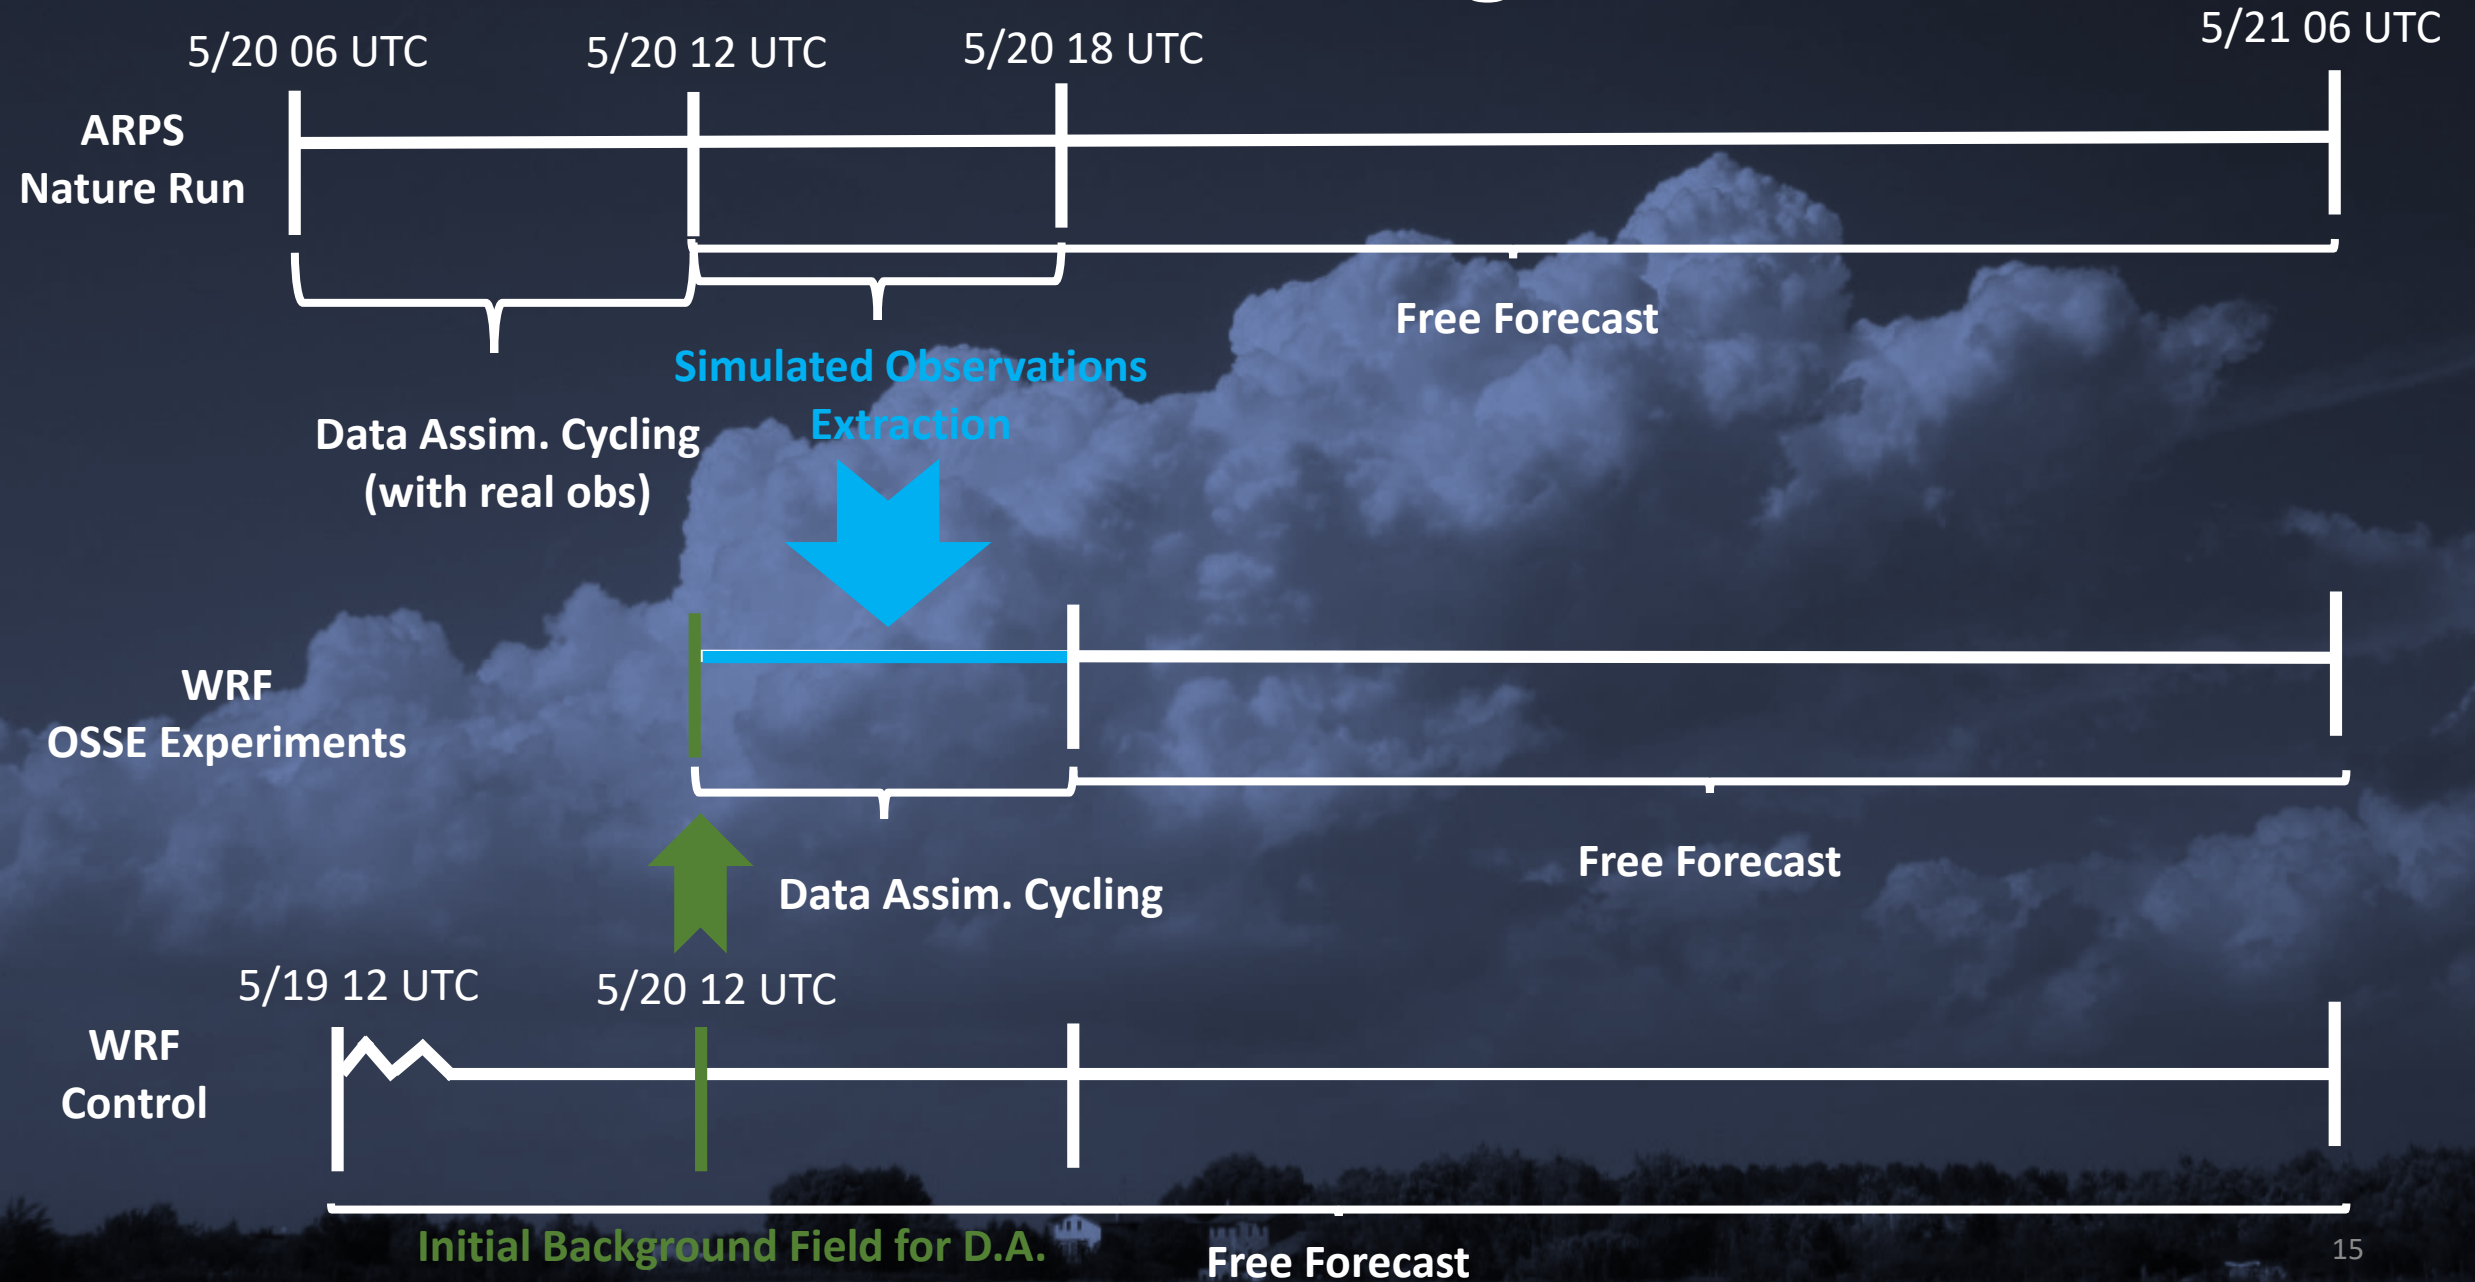 5/20 06 UTC
5/20 12 UTC
5/20 18 UTC
5/21 06 UTC
ARPS
Nature Run
Free Forecast
Simulated Observations
Extraction
Data Assim. Cycling
(with real obs)
WRF
OSSE Experiments
Free Forecast
Data Assim. Cycling
5/19 12 UTC
5/20 12 UTC
WRF
Control
Initial Background Field for D.A.
Free Forecast
15